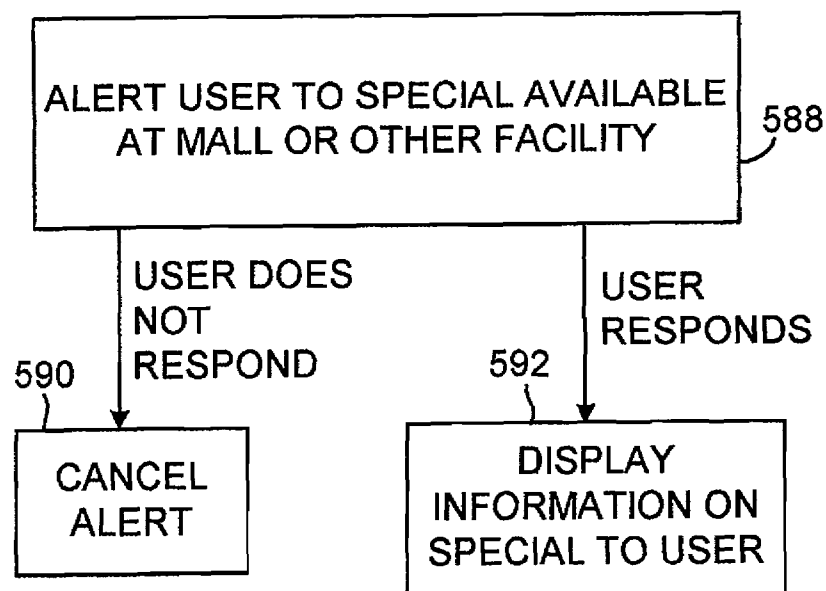 ALERT USER TO SPECIAL AVAILABLE
AT MALL OR OTHER FACILITY
588
USER DOES
NOT
RESPOND
USER
RESPONDS
590
592
CANCEL
ALERT
DISPLAY
INFORMATION ON
SPECIAL TO USER